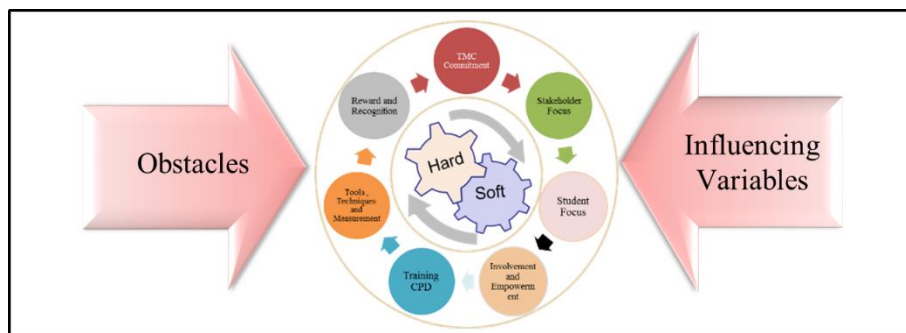 Obstacles
TMC
Commitment
Stakeholder
Focus
Student
Focus
Involvement
and
Empowerm
ent
Training
CPD
Tools ,
Techniques
and
Measurement
Reward and
Recognition
Hard
Soft
Influencing
Variables